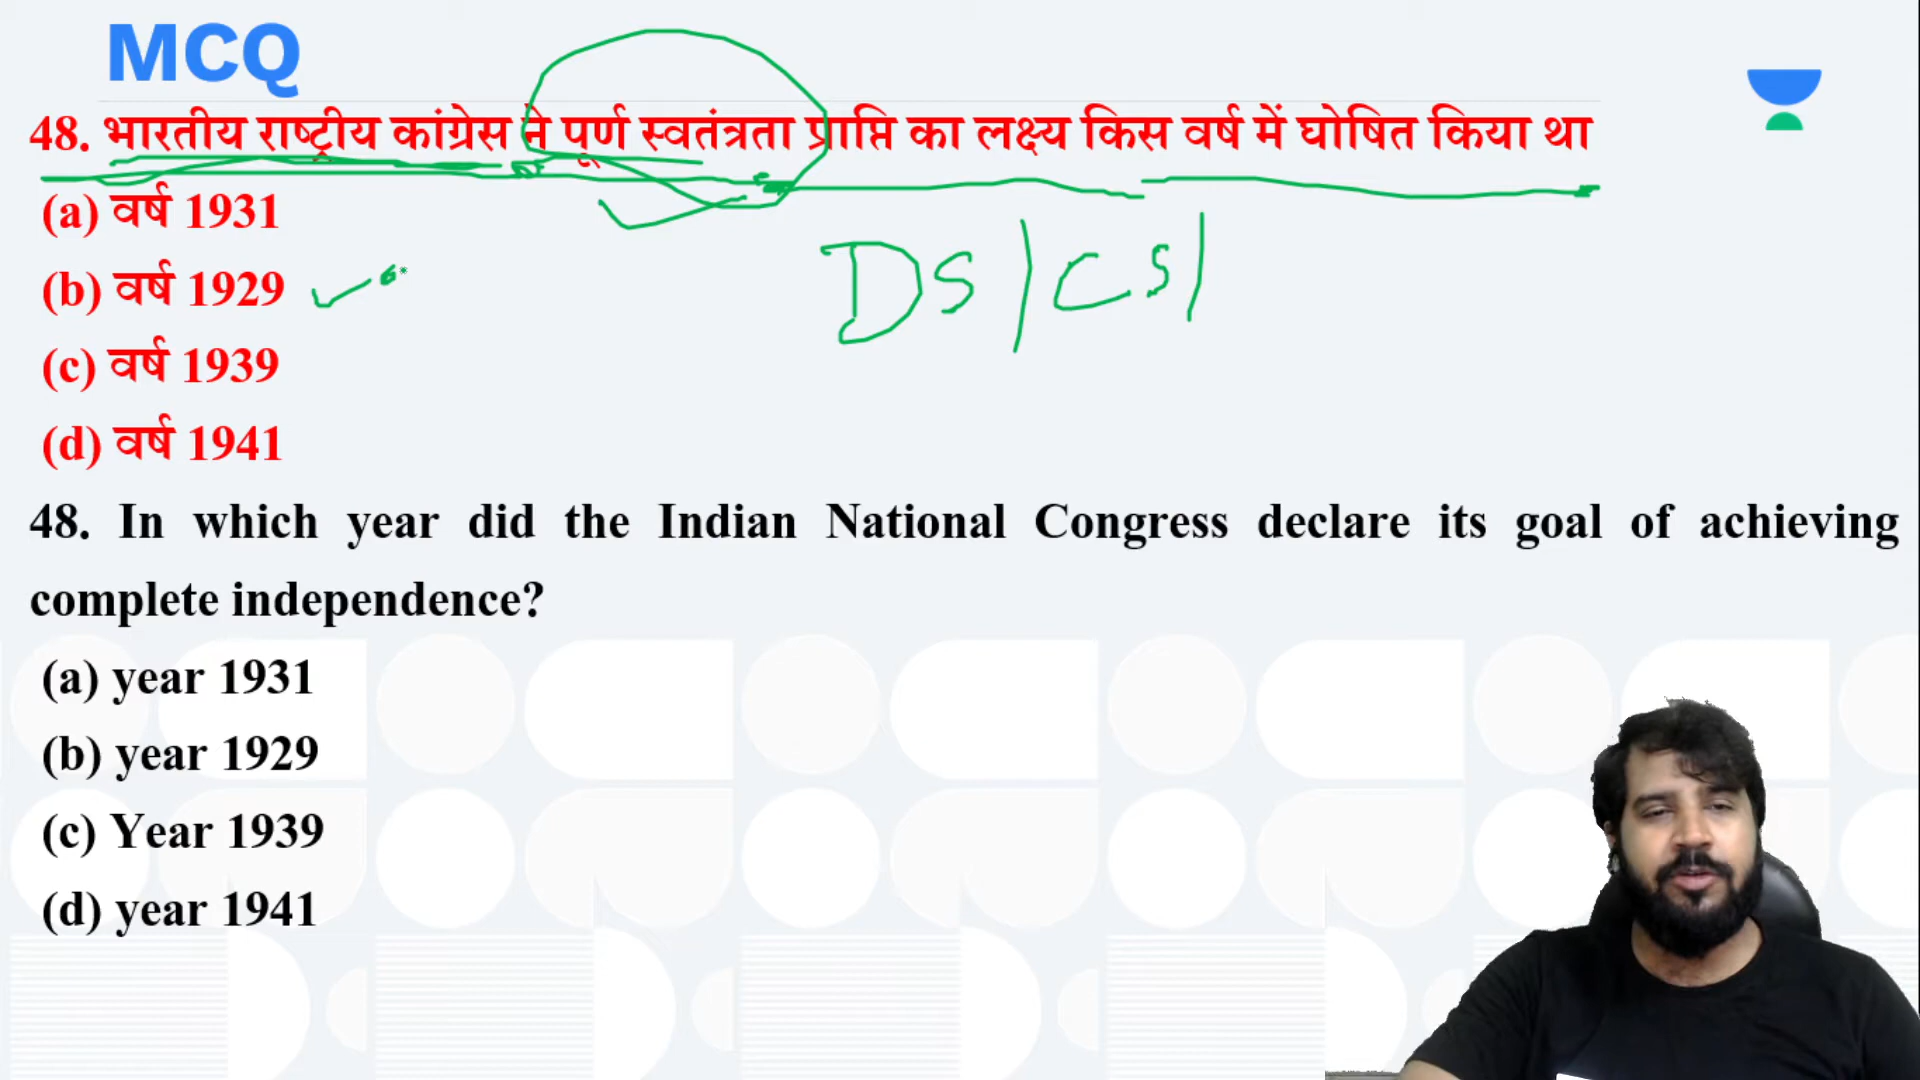 MCQ
48. भारतीय राष्ट्रीय कांग्रेस ने पूर्ण स्वतंत्रता प्राप्ति का लक्ष्य किस वर्ष में घोषित किया था
(a) वर्ष 1931
(b) वर्ष 1929
DS | CS |
(c) वर्ष 1939
(d) वर्ष 1941
48. In which year did the Indian National Congress declare its goal of achieving
complete independence?
(a) year 1931
(b) year 1929
(c) Year 1939
(d) year 1941